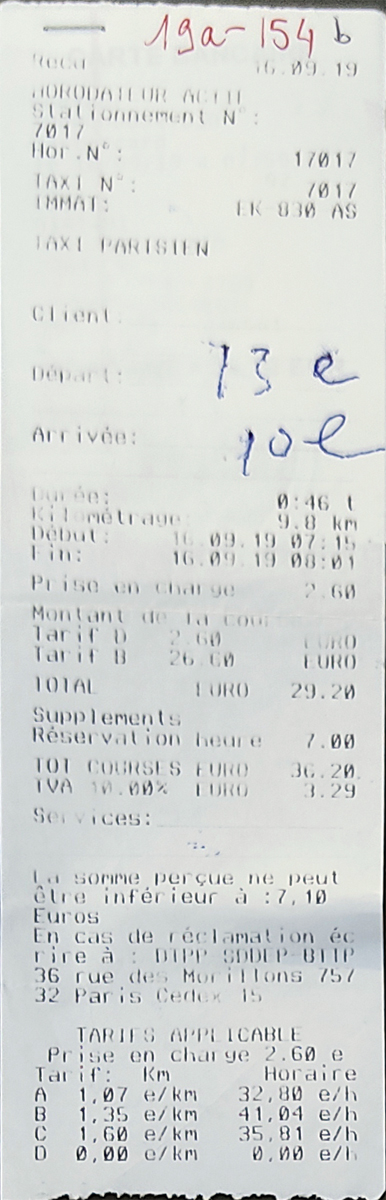 19a-154 b
Recu 16.09.19
HORODATEUR ACTIF
Stationnement N°:
7017
Hor.N°: 17017
TAXI N°: 7017
IMMAT: EK 830 AS
TAXI PARISIEN
Client:
Départ: 13 e
Arrivée: 10 e
Durée: 0:46 t
Kilométrage: 9.8 km
Début: 16.09.19 07:15
Fin: 16.09.19 08:01
Prise en charge 2.60
Montant de la course
Tarif D 2.60 EURO
Tarif B 26.60 EURO
TOTAL EURO 29.20
Supplements
Réservation heure 7.00
TOT COURSES EURO 36.20
TVA 10.00% EURO 3.29
Services:
La somme perçue ne peut
être inférieur à :7,10
Euros
En cas de réclamation éc
rire à : DTPP SDDEP BTTP
36 rue des Morillons 757
32 Paris Cedex 15
TARIFS APPLICABLE
Prise en charge 2.60 e
Tarif: Km Horaire
A 1,07 e/km 32,80 e/h
B 1,35 e/km 41,04 e/h
C 1,60 e/km 35,81 e/h
D 0,00 e/km 0,00 e/h